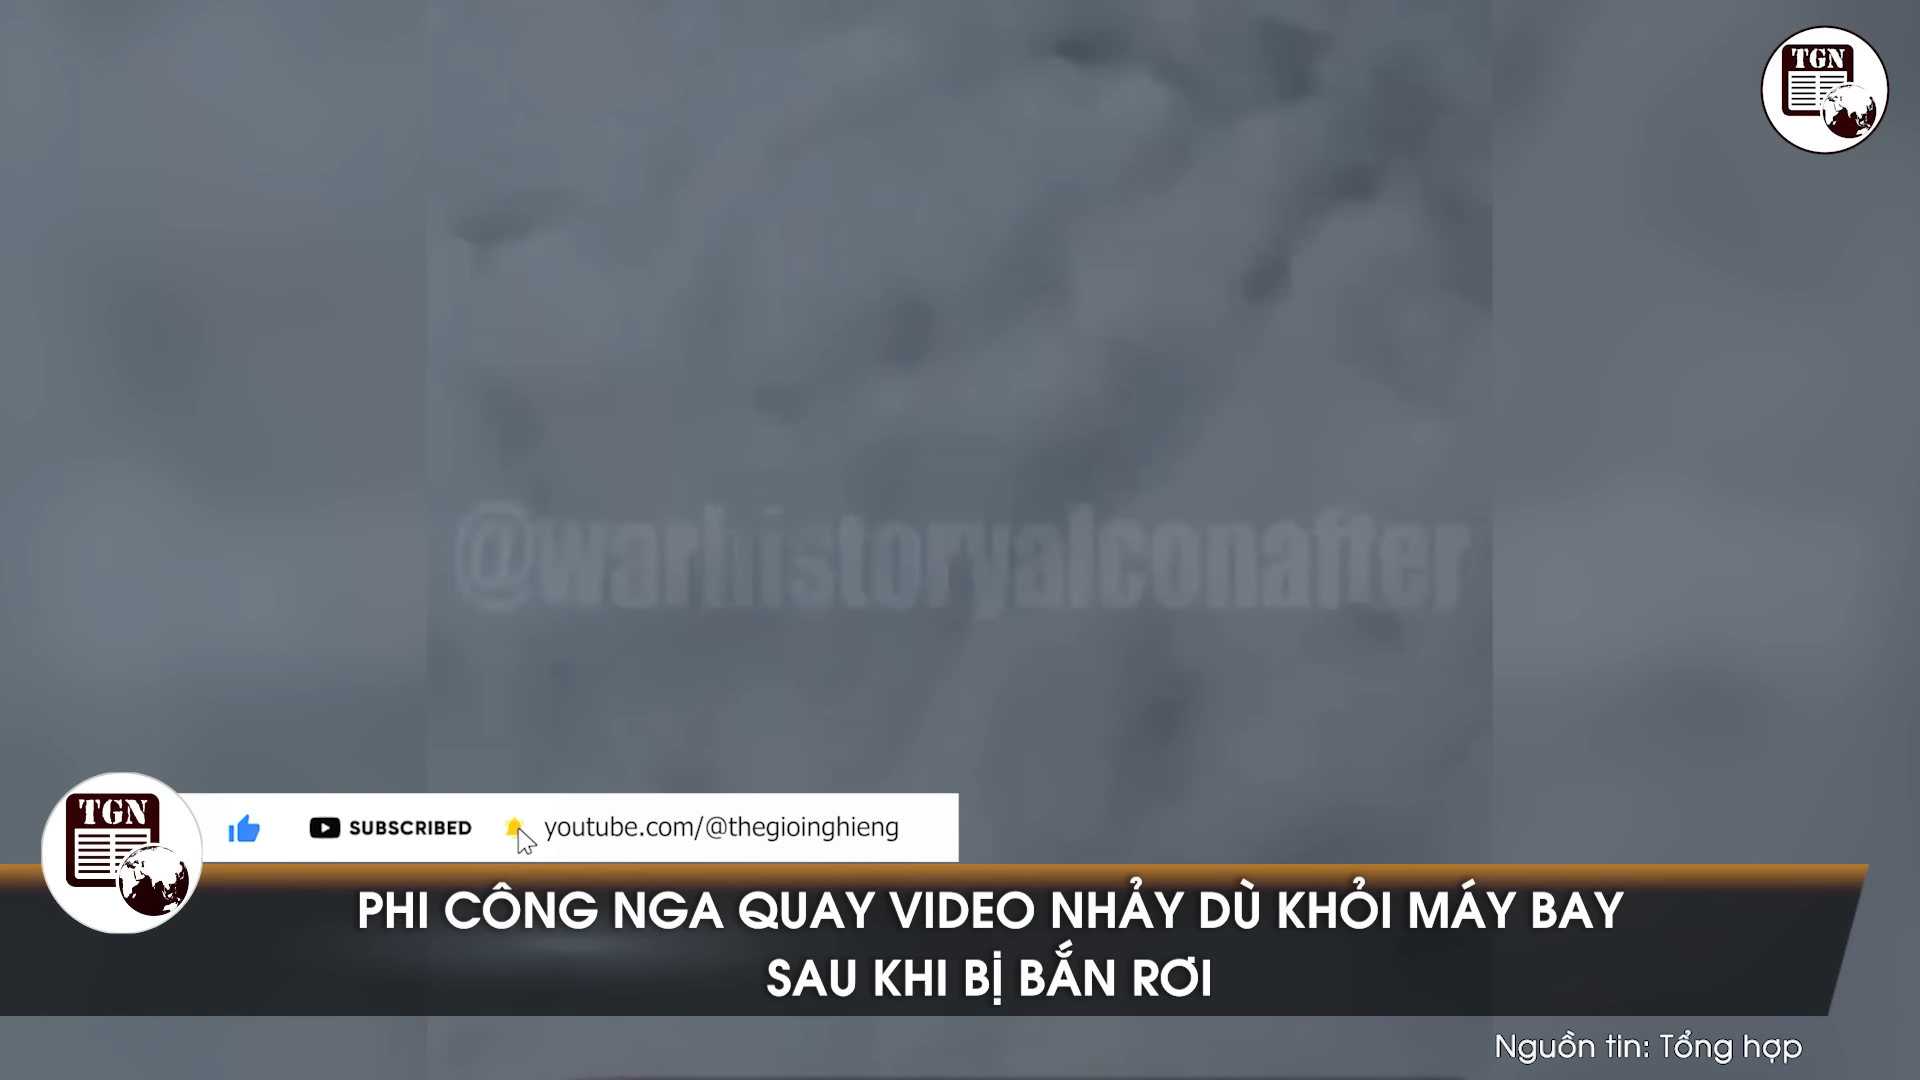 TGN
@warhistoryalconafter
TGN
SUBSCRIBED
youtube.com/@thegioinghieng
PHI CÔNG NGA QUAY VIDEO NHẢY DÙ KHỎI MÁY BAY
SAU KHI BỊ BẮN RƠI
Nguồn tin: Tổng hợp